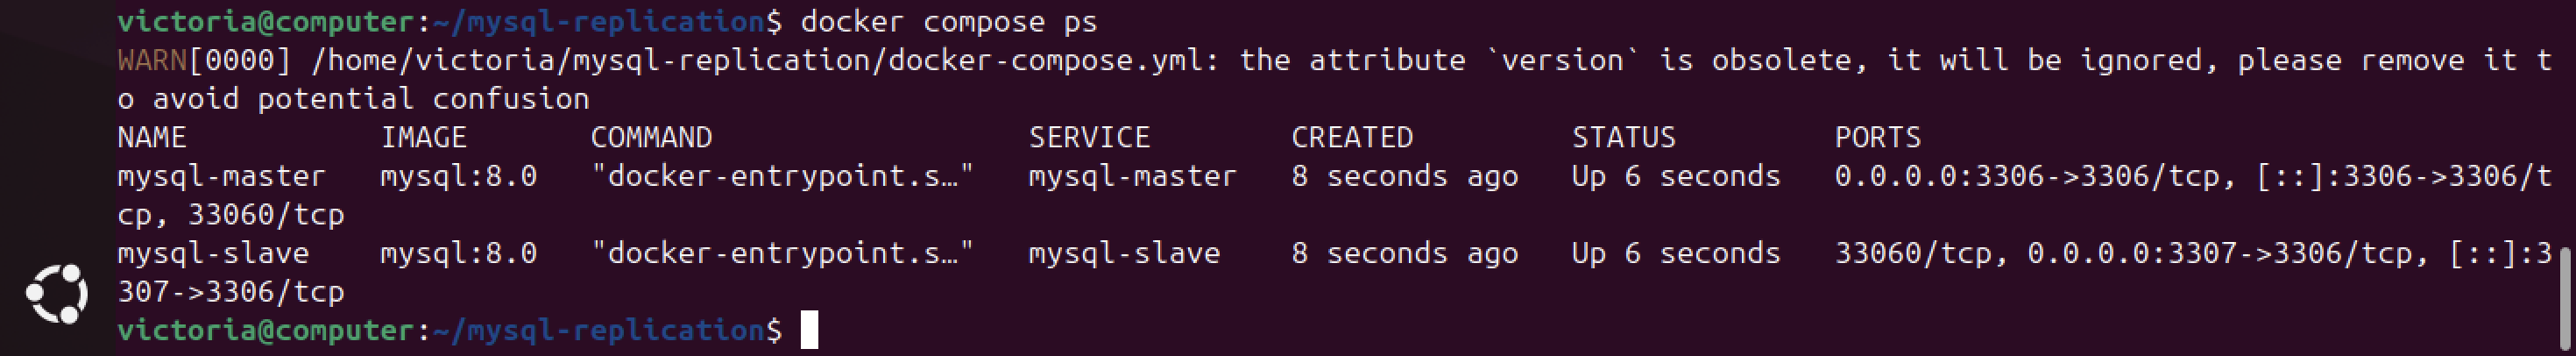 victoria@computer:~/mysql-replication$ docker compose ps
WARN[0000] /home/victoria/mysql-replication/docker-compose.yml: the attribute `version` is obsolete, it will be ignored, please remove it t
o avoid potential confusion
NAME           IMAGE       COMMAND                  SERVICE        CREATED         STATUS         PORTS
mysql-master   mysql:8.0   "docker-entrypoint.s…"   mysql-master   8 seconds ago   Up 6 seconds   0.0.0.0:3306->3306/tcp, [::]:3306->3306/t
cp, 33060/tcp
mysql-slave    mysql:8.0   "docker-entrypoint.s…"   mysql-slave    8 seconds ago   Up 6 seconds   33060/tcp, 0.0.0.0:3307->3306/tcp, [::]:3
307->3306/tcp
victoria@computer:~/mysql-replication$